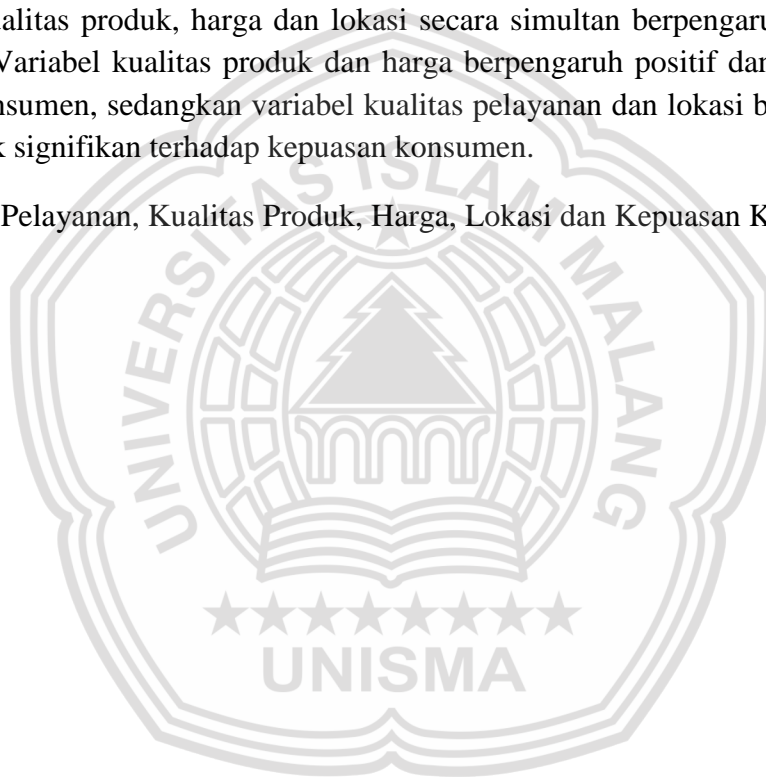 alitas produk, harga dan lokasi secara simultan berpengaru
Variabel kualitas produk dan harga berpengaruh positif dan
nsumen, sedangkan variabel kualitas pelayanan dan lokasi b
k signifikan terhadap kepuasan konsumen.
Pelayanan, Kualitas Produk, Harga, Lokasi dan Kepuasan K
UNIVERSITAS ISLAM MALANG
UNISMA